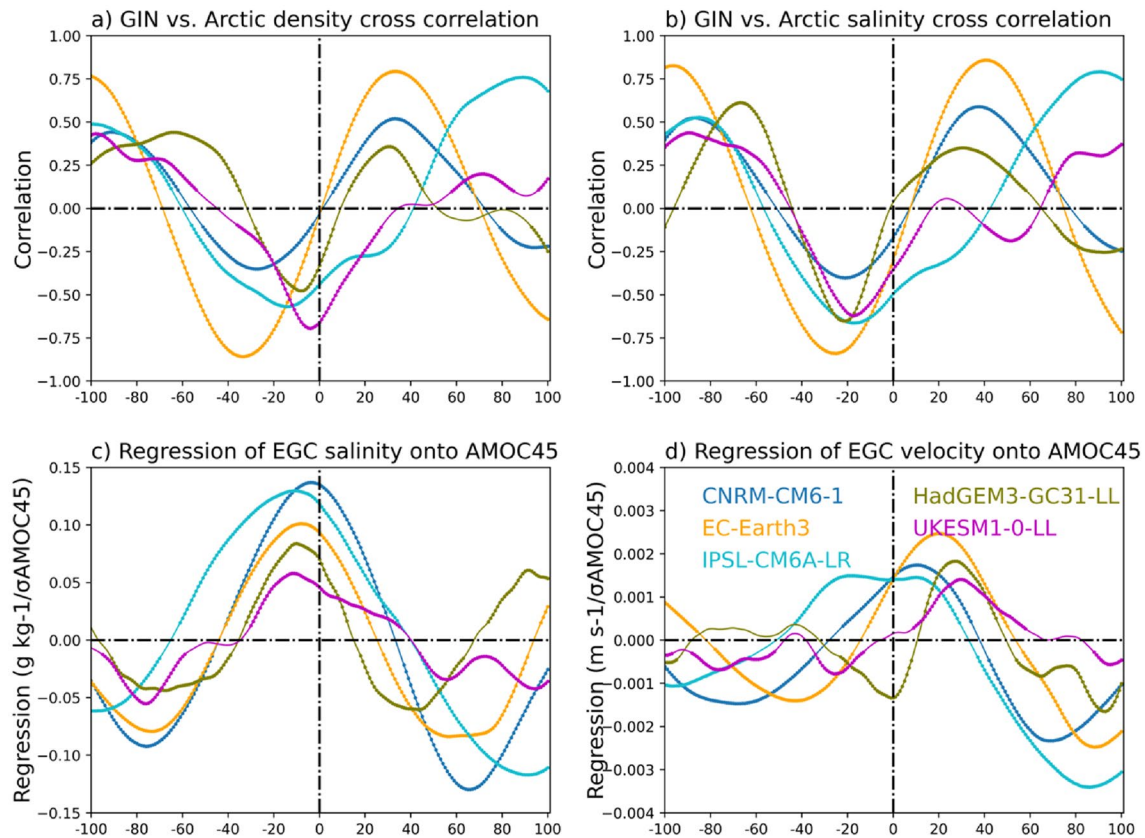 a) GIN vs. Arctic density cross correlation
1.00
0.75
0.50
0.25
0.00
−0.25
−0.50
−0.75
−1.00
Correlation
-100 -80 -60 -40 -20 0 20 40 60 80 100
b) GIN vs. Arctic salinity cross correlation
1.00
0.75
0.50
0.25
0.00
−0.25
−0.50
−0.75
−1.00
Correlation
-100 -80 -60 -40 -20 0 20 40 60 80 100
c) Regression of EGC salinity onto AMOC45
0.15
0.10
0.05
0.00
−0.05
−0.10
−0.15
Regression (g kg-1/σAMOC45)
-100 -80 -60 -40 -20 0 20 40 60 80 100
d) Regression of EGC velocity onto AMOC45
0.004
0.003
0.002
0.001
0.000
0.001
0.002
−0.003
−0.004
Regression (m s-1/σAMOC45)
CNRM-CM6-1
EC-Earth3
IPSL-CM6A-LR
HadGEM3-GC31-LL
UKESM1-0-LL
-100 -80 -60 -40 -20 0 20 40 60 80 100